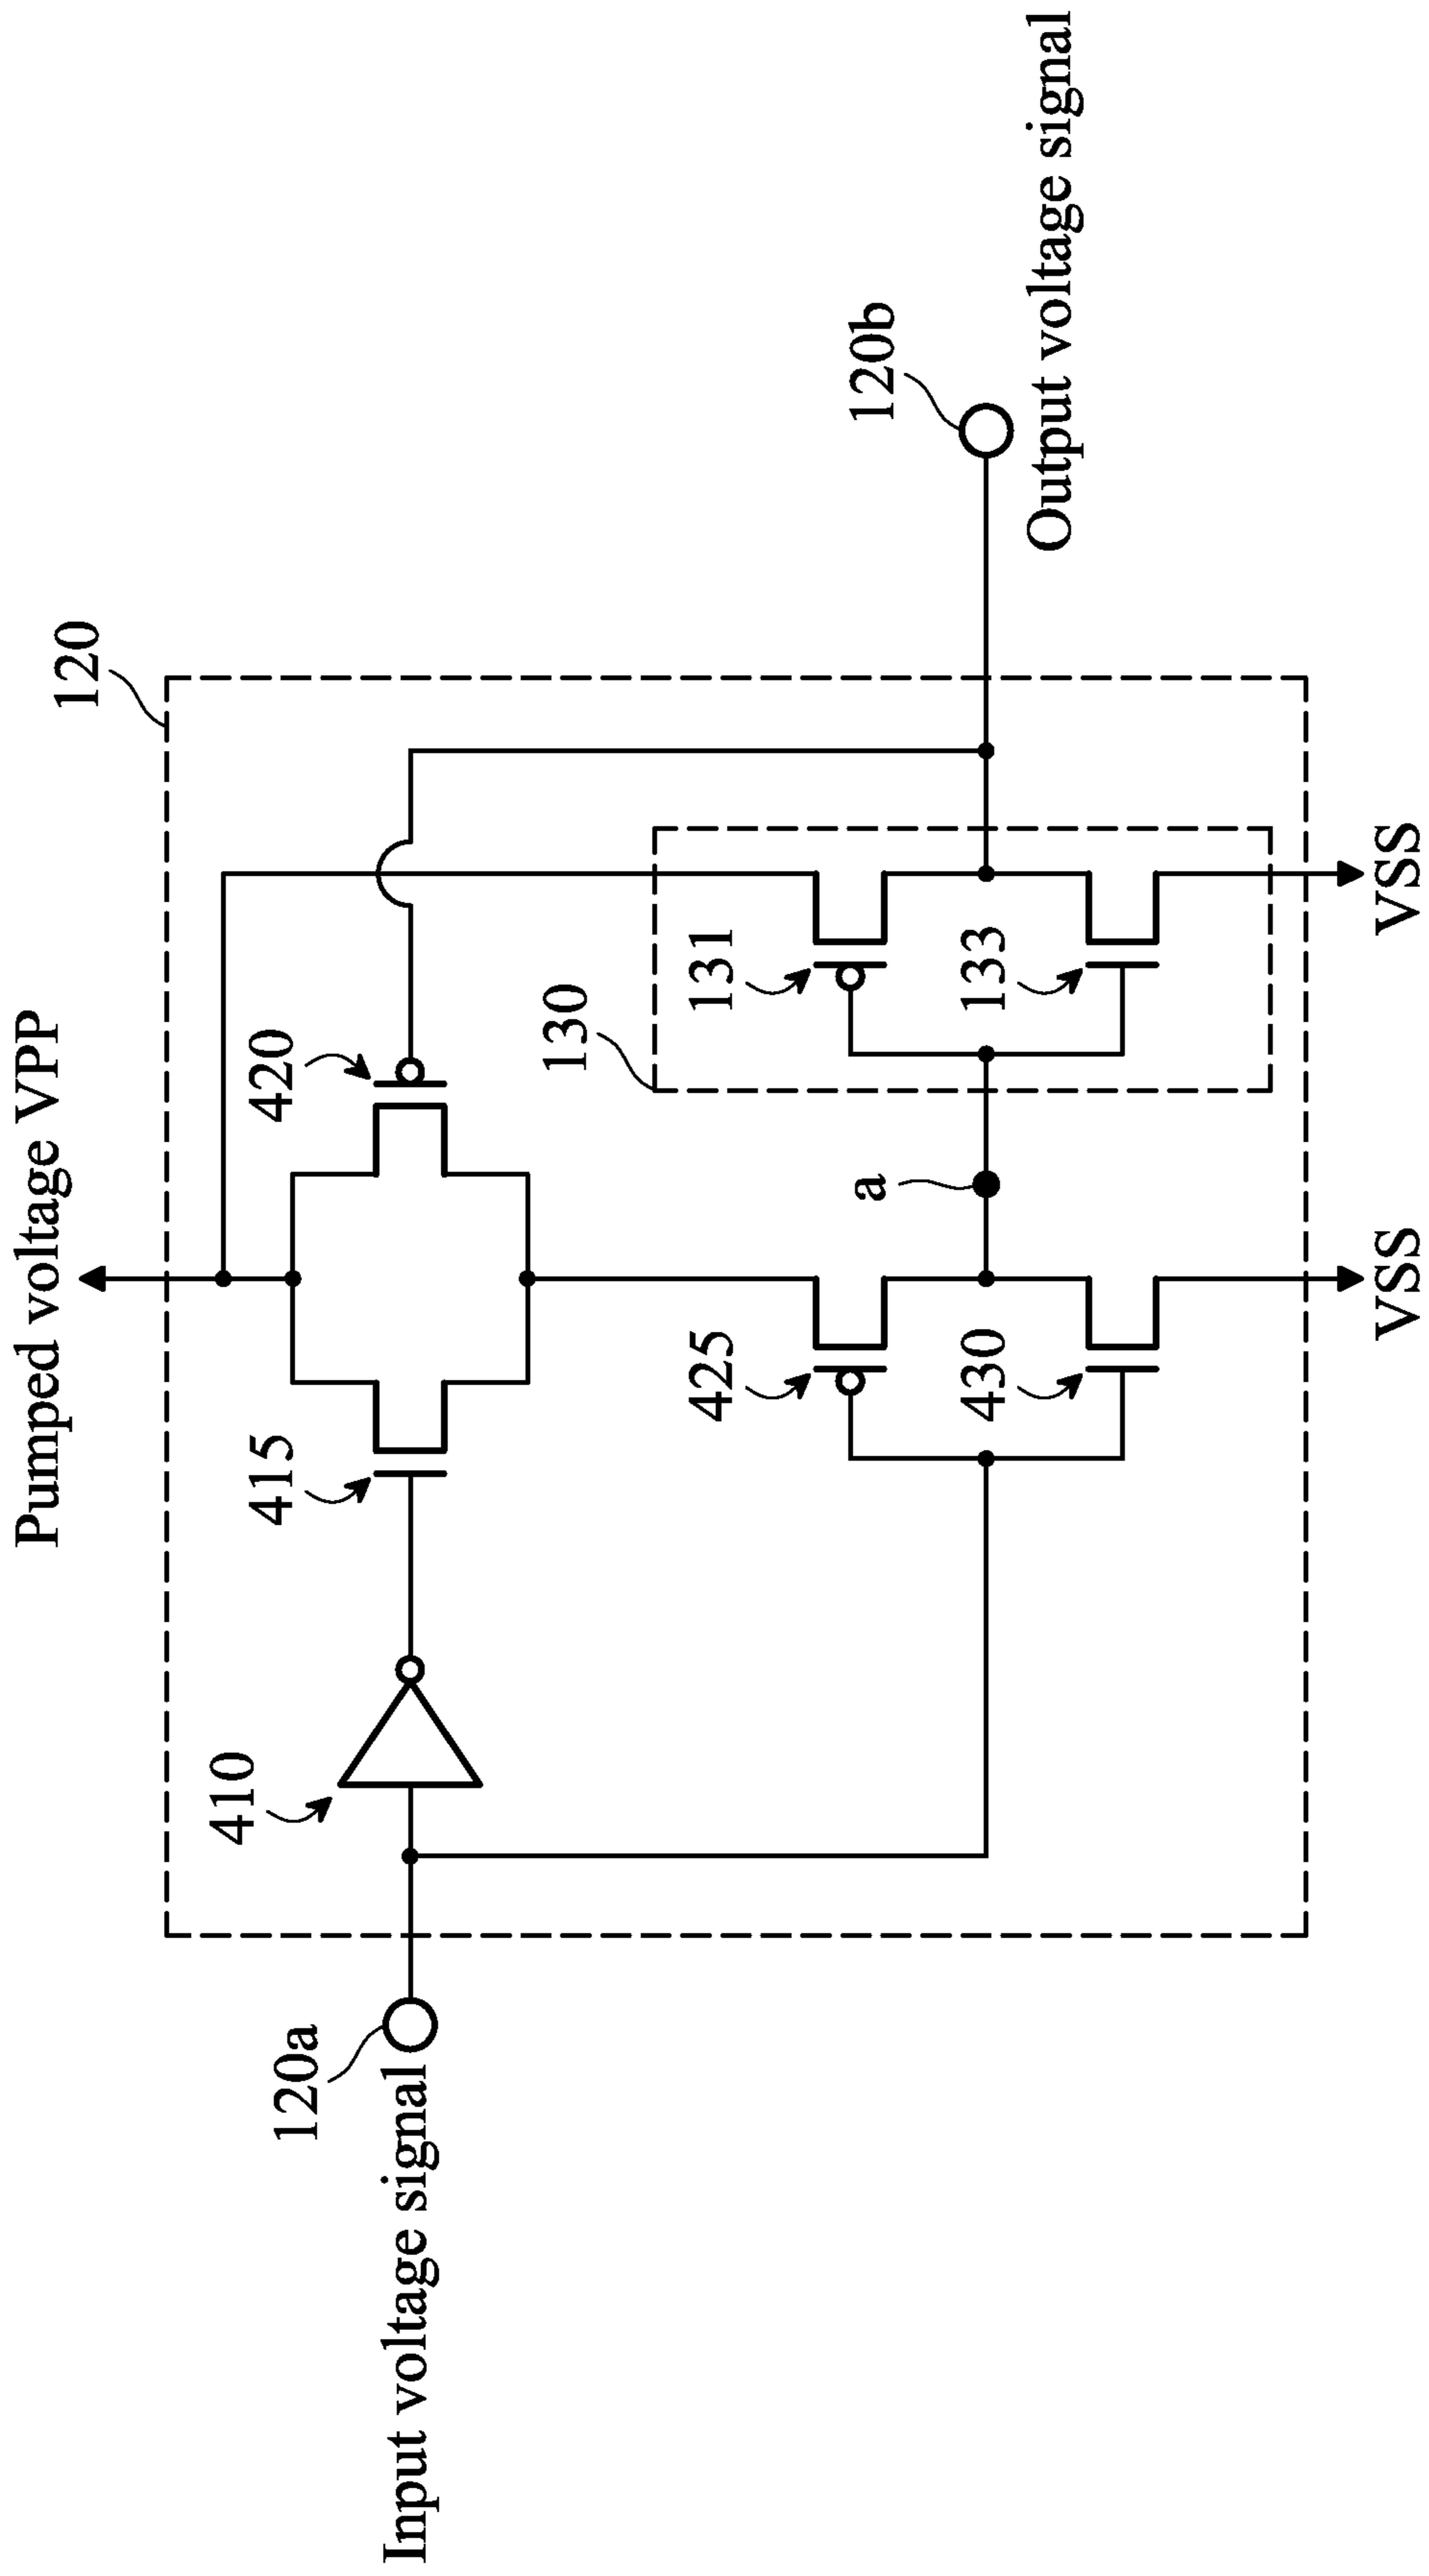 Pumped voltage VPP
120
410
415
420
120a
Input voltage signal
425
430
a
130
131
133
120b
Output voltage signal
VSS
VSS